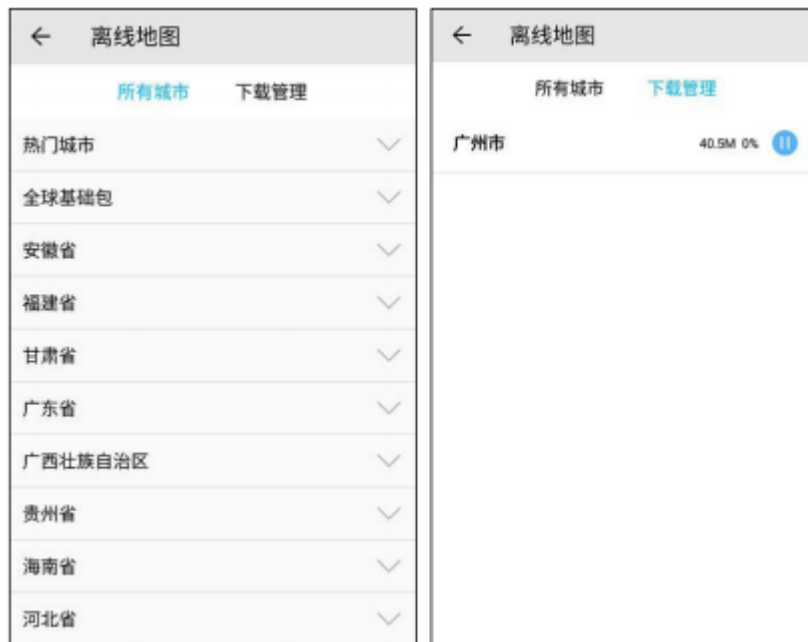 离线地图
所有城市 下载管理
热门城市
全球基础包
安徽省
福建省
甘肃省
广东省
广西壮族自治区
贵州省
海南省
河北省
离线地图
所有城市 下载管理
广州市 40.5M 0%